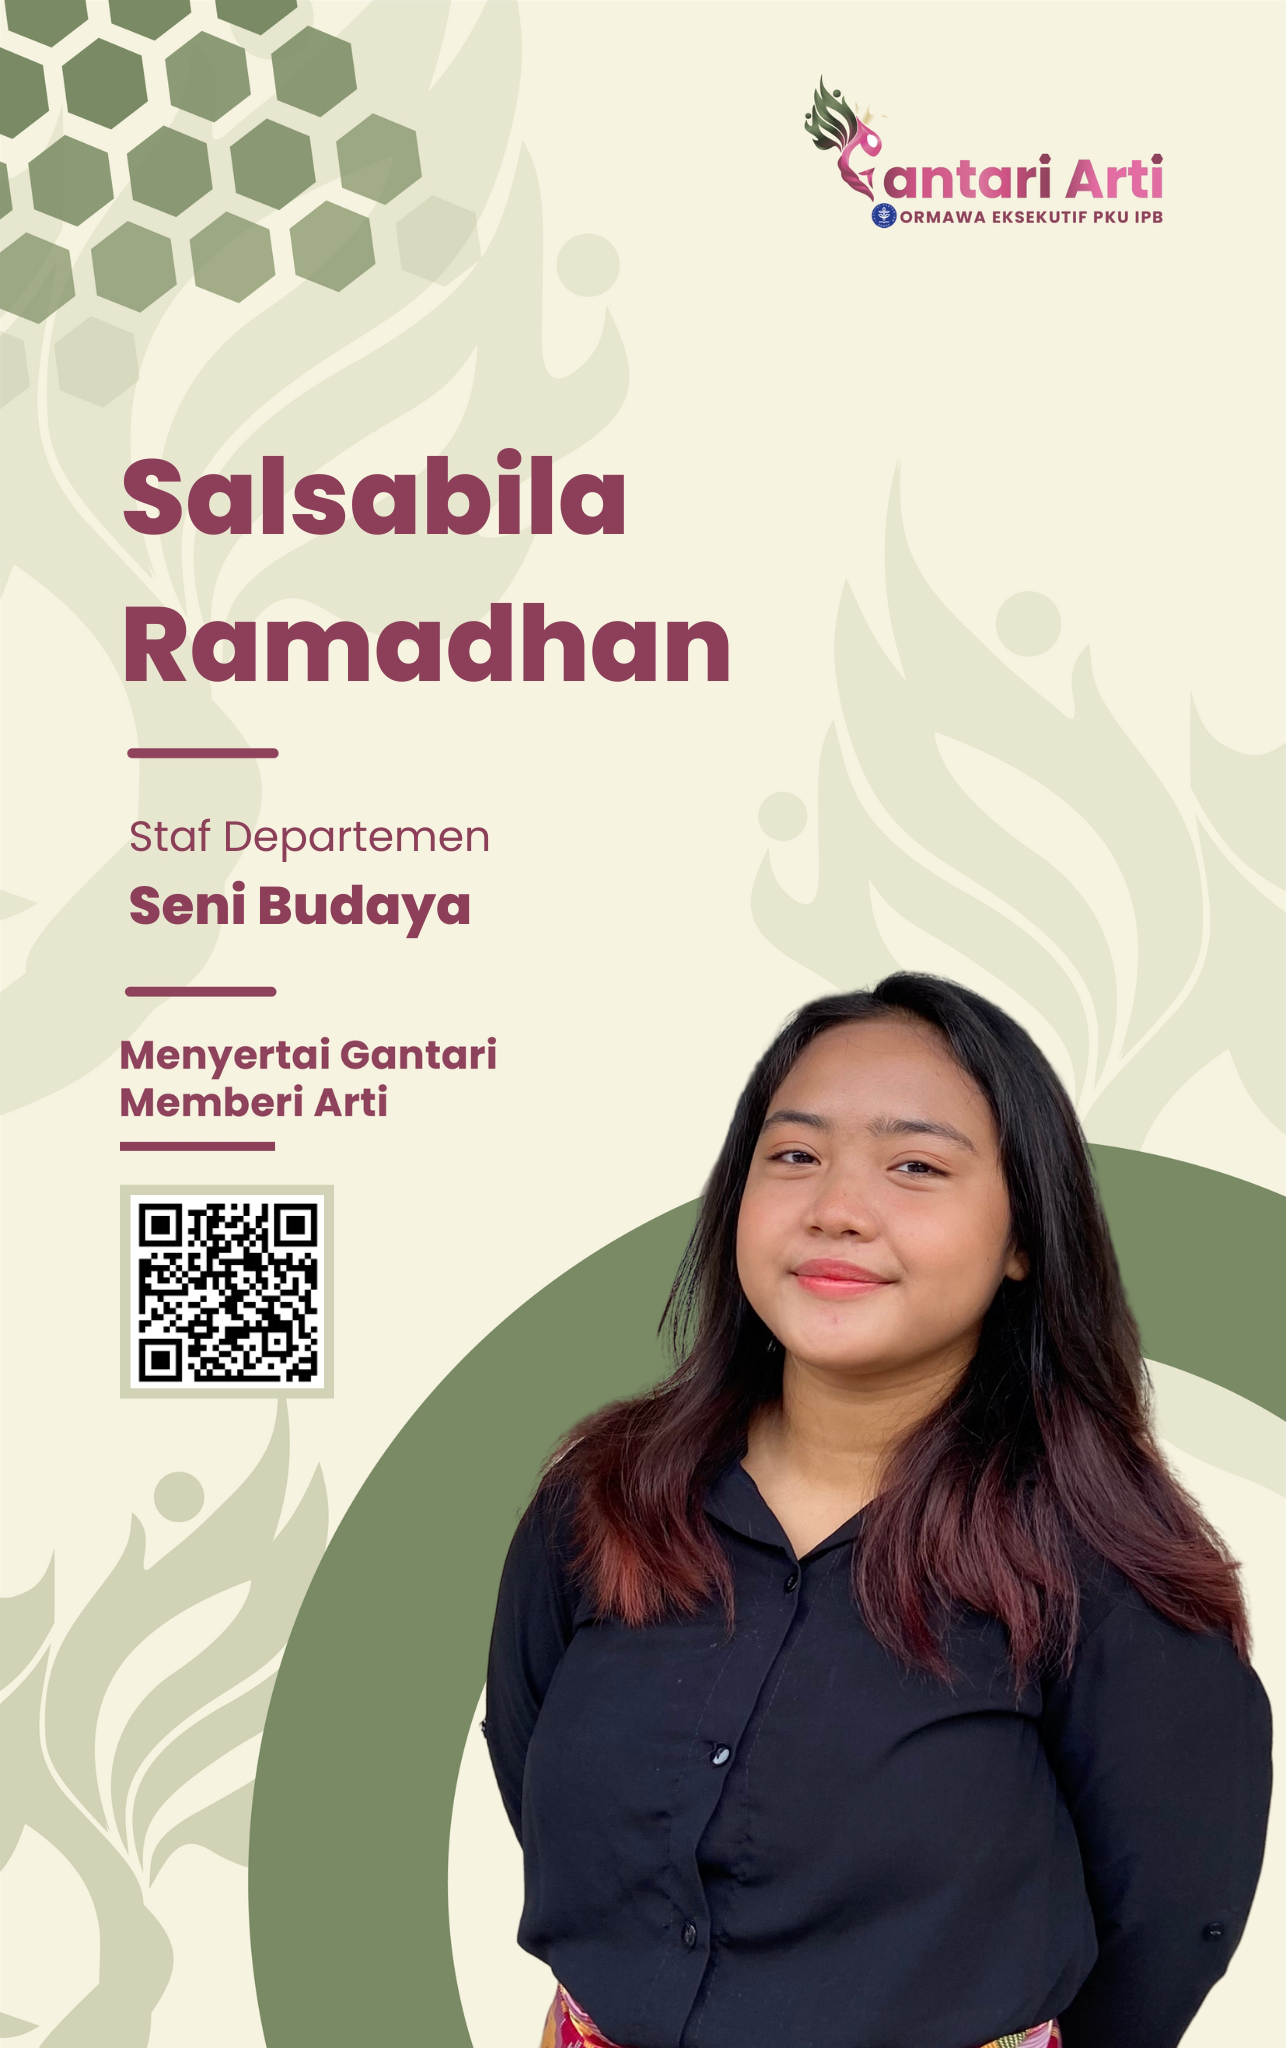 Gantari Arti
ORMAWA EKSEKUTIF PKU IPB
Salsabila
Ramadhan
Staf Departemen
Seni Budaya
Menyertai Gantari
Memberi Arti